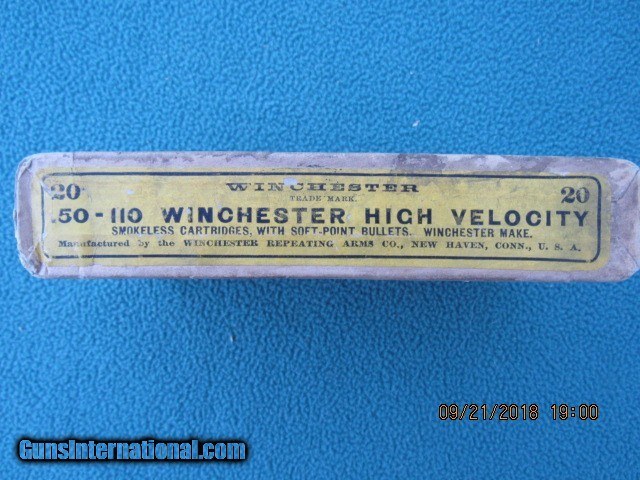 20 WINCHESTER 20
TRADE MARK.
.50-110 WINCHESTER HIGH VELOCITY
SMOKELESS CARTRIDGES, WITH SOFT-POINT BULLETS. WINCHESTER MAKE.
Manufactured by the WINCHESTER REPEATING ARMS CO., NEW HAVEN, CONN., U. S. A.
09/21/2018 19:00
GunsInternational.com